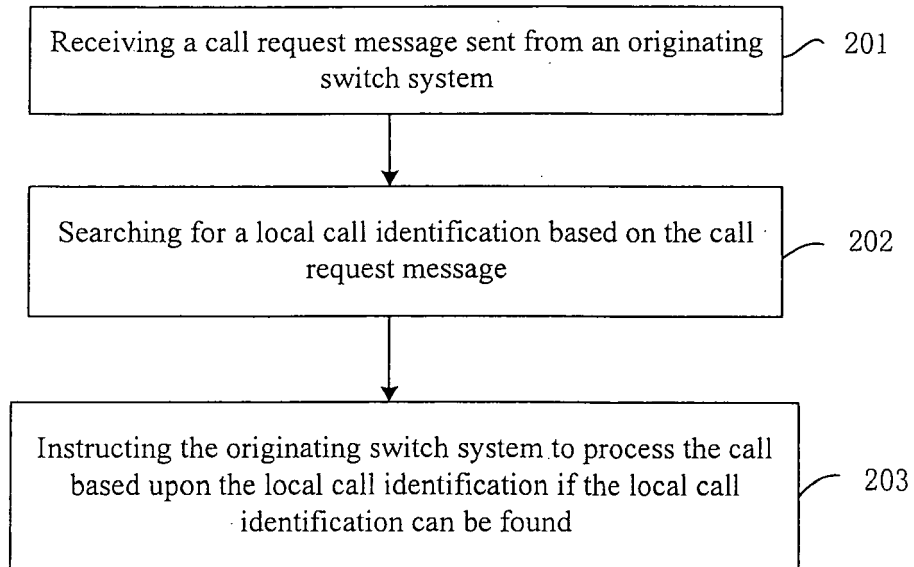 Receiving a call request message sent from an originating
switch system
201
Searching for a local call identification based on the call
request message
202
Instructing the originating switch system to process the call
based upon the local call identification if the local call
identification can be found
203